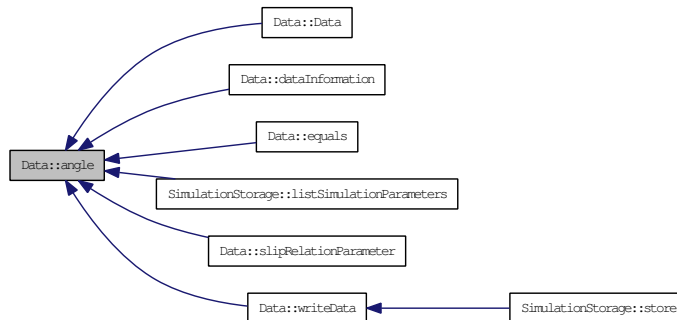 Data::Data
Data::dataInformation
Data::equals
Data::angle
SimulationStorage::listSimulationParameters
Data::slipRelationParameter
Data::writeData
SimulationStorage::store